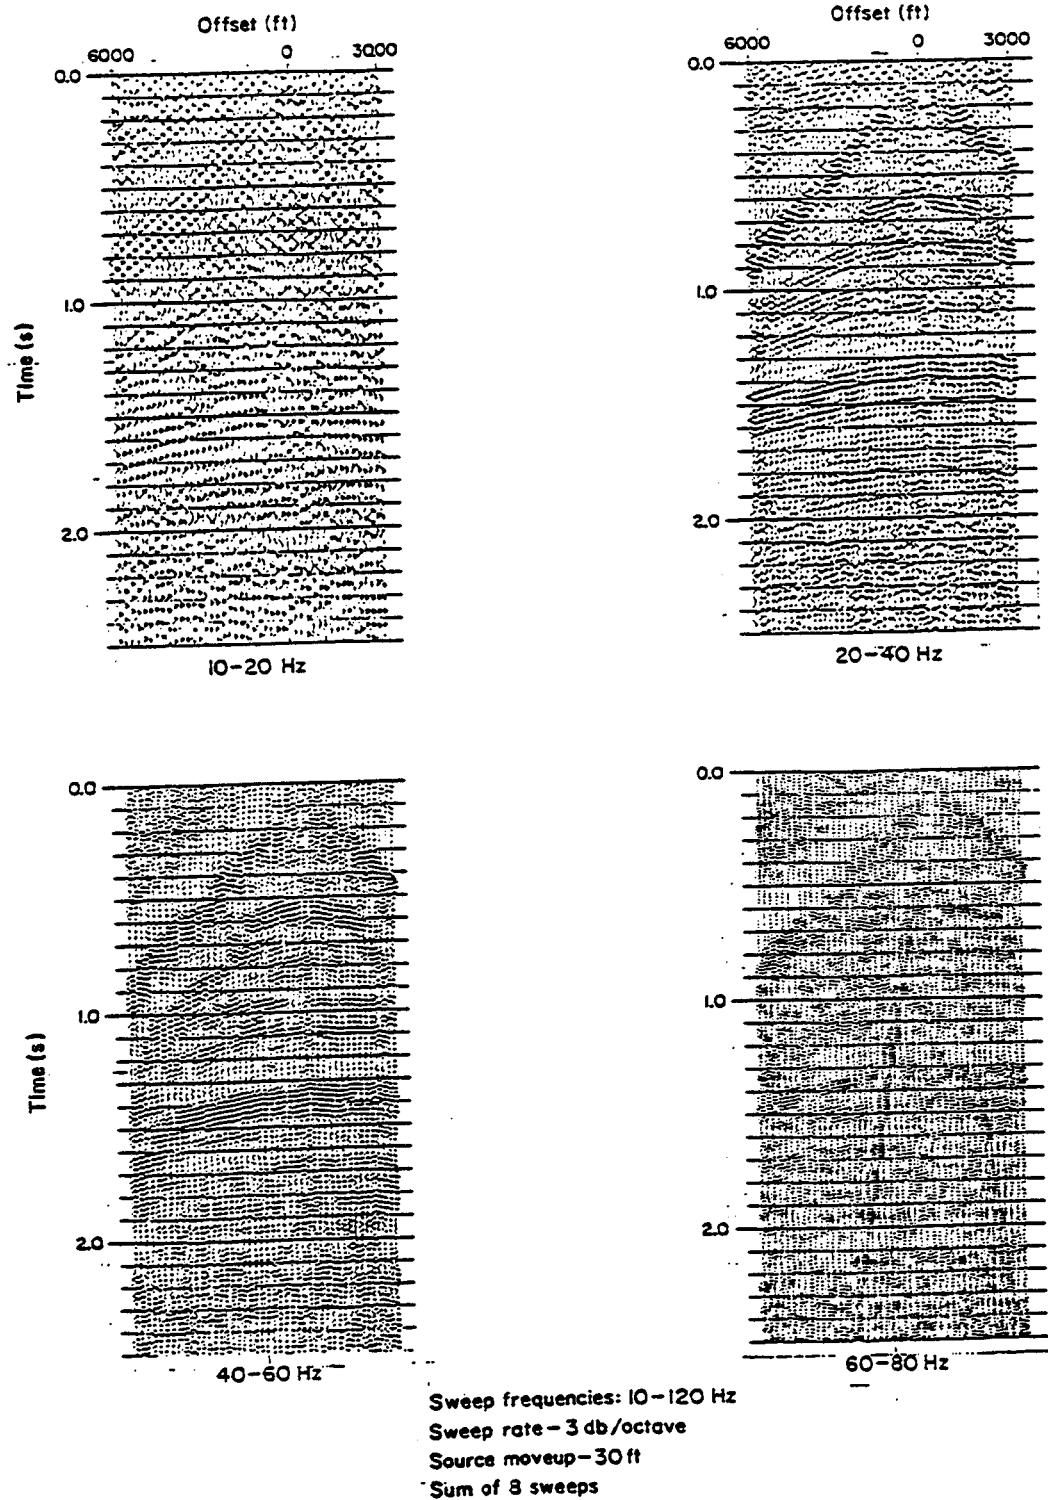 Offset (ft)
6000 0 3000
0.0
1.0
2.0
Time (s)
10-20 Hz
Offset (ft)
6000 0 3000
0.0
1.0
2.0
20-40 Hz
0.0
1.0
2.0
Time (s)
40-60 Hz
0.0
1.0
2.0
60-80 Hz
Sweep frequencies: 10-120 Hz
Sweep rate-3 db/octave
Source moveup-30 ft
Sum of 8 sweeps